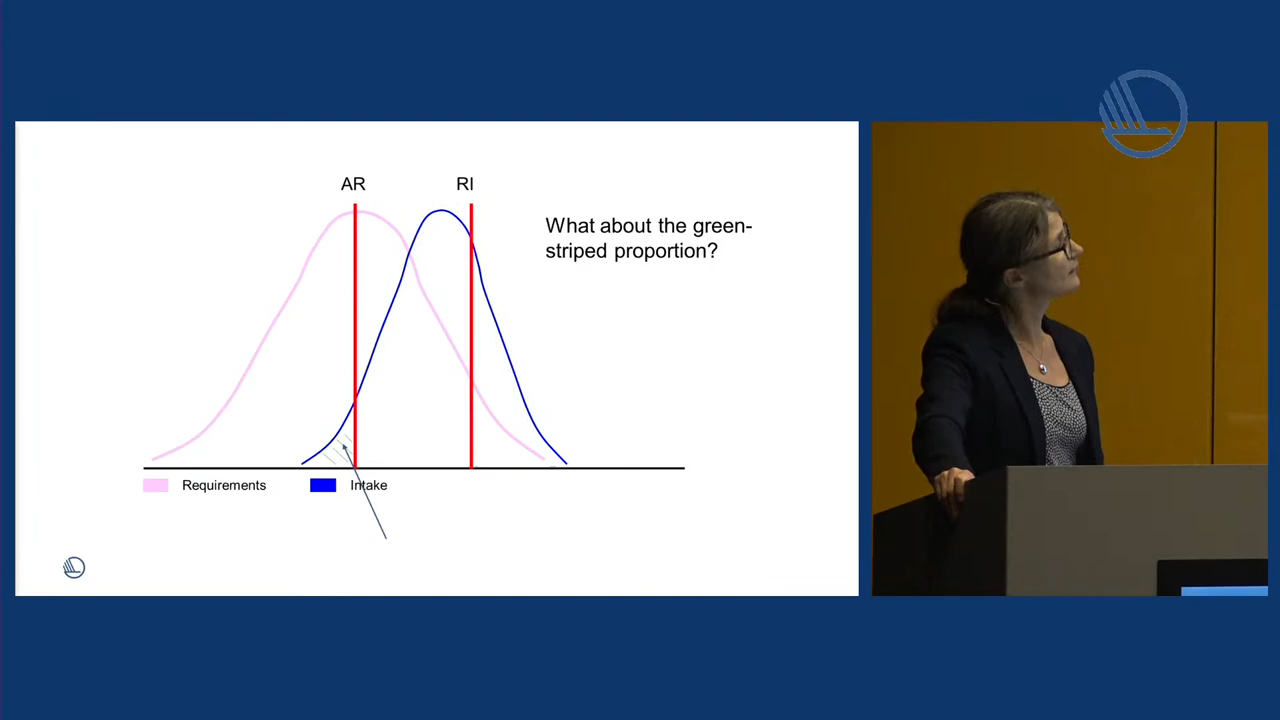 AR
RI
What about the green-
striped proportion?
Requirements
Intake